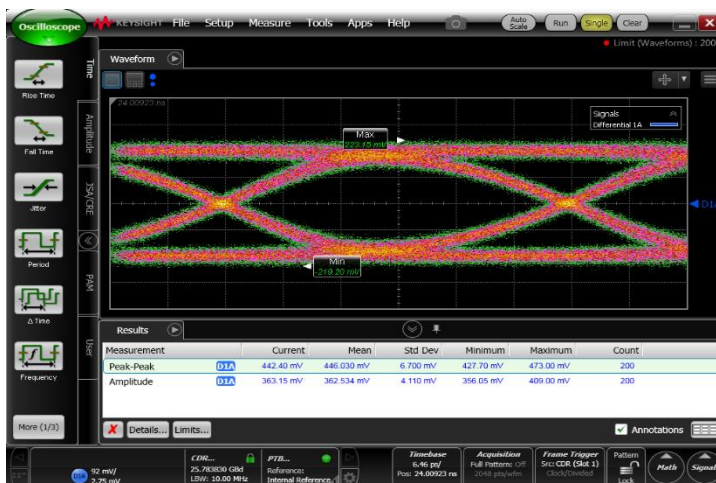 Oscilloscope
KEYSIGHT File Setup Measure Tools Apps Help
Auto Scale Run Single Clear
Limit (Waveforms) : 200
Waveform
Time
Rise Time
24.00923 ns
Signals
Differential 1A
Max
223.15 mV
Amplitude
Fall Time
JSA/CRE
Jitter
D1A
PAM
Period
Min
-219.20 mV
Δ Time
User
Results
Measurement Current Mean Std Dev Minimum Maximum Count
Peak-Peak D1A 442.40 mV 446.030 mV 6.700 mV 427.70 mV 473.00 mV 200
Amplitude D1A 363.15 mV 362.534 mV 4.110 mV 356.05 mV 409.00 mV 200
Frequency
More (1/3)
Details... Limits... Annotations
D1A 92 mV/
2.75 mV
CDR...
25.783830 GBd
LBW: 10.00 MHz
PTB...
Reference:
Internal Reference
Timebase
6.46 ps/
Pos: 24.00923 ns
Acquisition
Full Pattern: Off
2048 pts/wfm
Frame Trigger
Src: CDR (Slot 1)
Clock/Divided
Pattern
Lock
Math
Signal